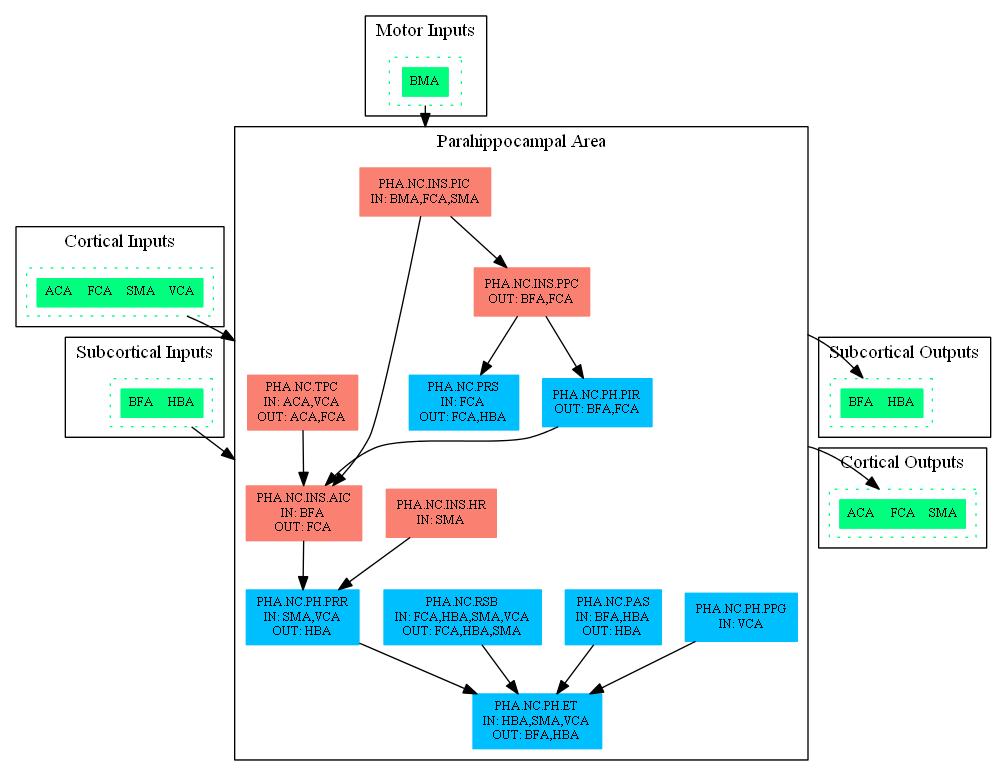 Motor Inputs
BMA
Parahippocampal Area
PHA.NC.INS.PIC
IN: BMA,FCA,SMA
Cortical Inputs
ACA FCA SMA VCA
PHA.NC.INS.PPC
OUT: BFA,FCA
Subcortical Inputs
BFA HBA
PHA.NC.TPC
IN: ACA,VCA
OUT: ACA,FCA
PHA.NC.PRS
IN: FCA
OUT: FCA,HBA
PHA.NC.PH.PIR
OUT: BFA,FCA
Subcortical Outputs
BFA HBA
Cortical Outputs
ACA FCA SMA
PHA.NC.INS.AIC
IN: BFA
OUT: FCA
PHA.NC.INS.HR
IN: SMA
PHA.NC.PH.PRR
IN: SMA,VCA
OUT: HBA
PHA.NC.RSB
IN: FCA,HBA,SMA,VCA
OUT: FCA,HBA,SMA
PHA.NC.PAS
IN: BFA,HBA
OUT: HBA
PHA.NC.PH.PPG
IN: VCA
PHA.NC.PH.ET
IN: HBA,SMA,VCA
OUT: BFA,HBA